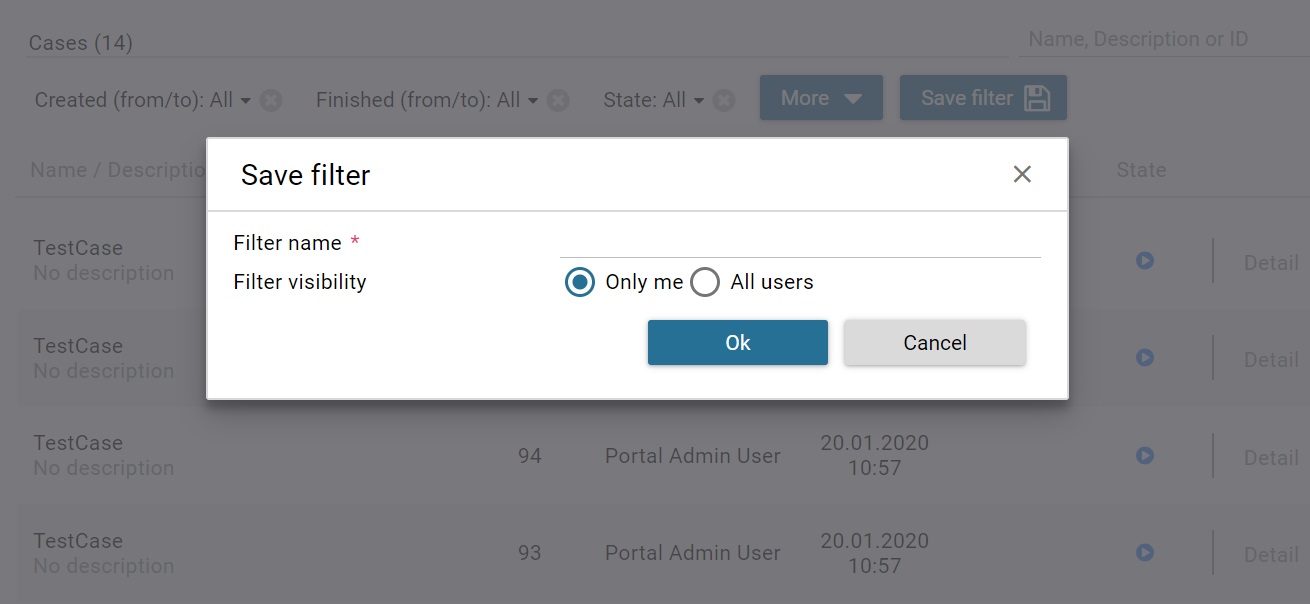 Cases (14)
Name, Description or ID
Created (from/to): All
Finished (from/to): All
State: All
More
Save filter
Name / Descriptio
State
Save filter
Filter name *
Filter visibility
Only me
All users
Ok
Cancel
TestCase
No description
Detail
TestCase
No description
Detail
TestCase
No description
94
Portal Admin User
20.01.2020
10:57
Detail
TestCase
No description
93
Portal Admin User
20.01.2020
10:57
Detail